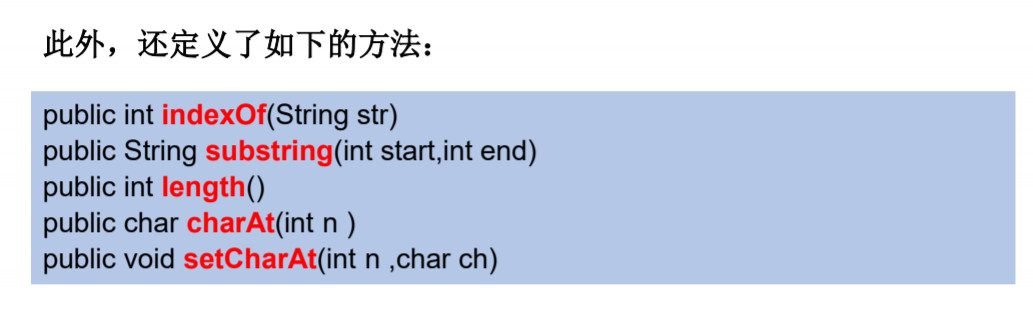 此外，还定义了如下的方法：
public int indexOf(String str)
public String substring(int start,int end)
public int length()
public char charAt(int n )
public void setCharAt(int n ,char ch)